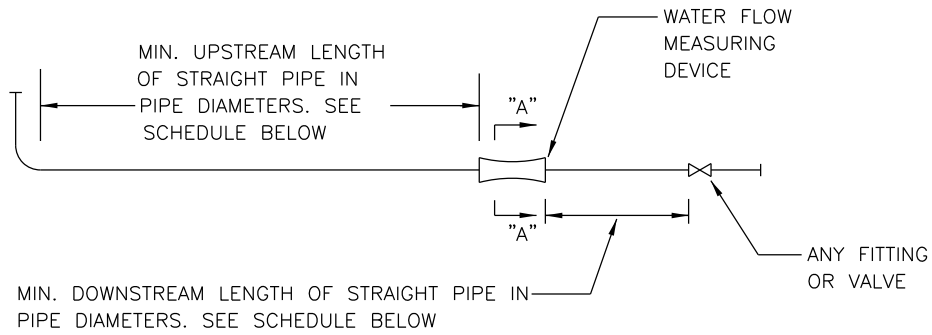 WATER FLOW
MEASURING
DEVICE
MIN. UPSTREAM LENGTH
OF STRAIGHT PIPE IN
PIPE DIAMETERS. SEE
SCHEDULE BELOW
"A"
"A"
ANY FITTING
OR VALVE
MIN. DOWNSTREAM LENGTH OF STRAIGHT PIPE IN
PIPE DIAMETERS. SEE SCHEDULE BELOW